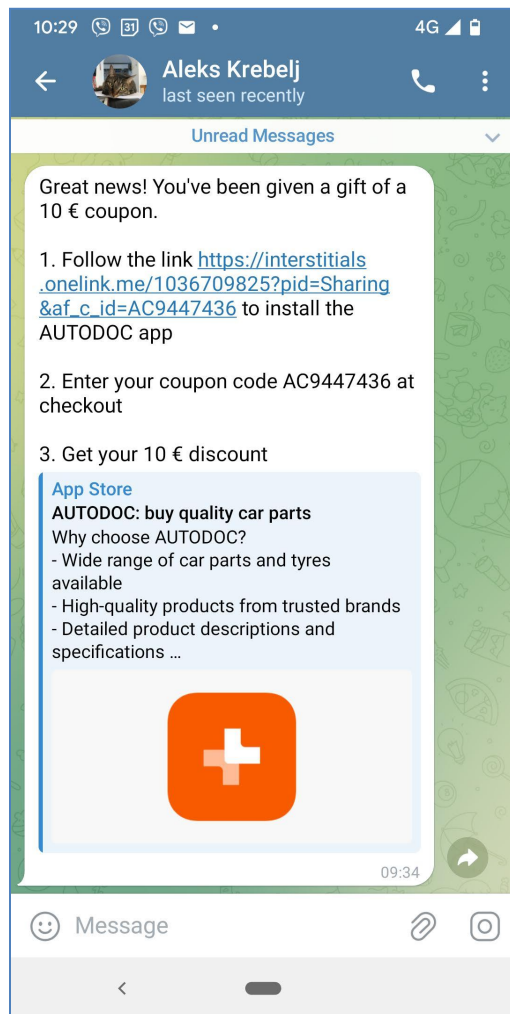 10:29 31 4G
Aleks Krebelj
last seen recently
Unread Messages
Great news! You've been given a gift of a
10 € coupon.
1. Follow the link https://interstitials
.onelink.me/1036709825?pid=Sharing
&af_c_id=AC9447436 to install the
AUTODOC app
2. Enter your coupon code AC9447436 at
checkout
3. Get your 10 € discount
App Store
AUTODOC: buy quality car parts
Why choose AUTODOC?
- Wide range of car parts and tyres
available
- High-quality products from trusted brands
- Detailed product descriptions and
specifications ...
09:34
Message